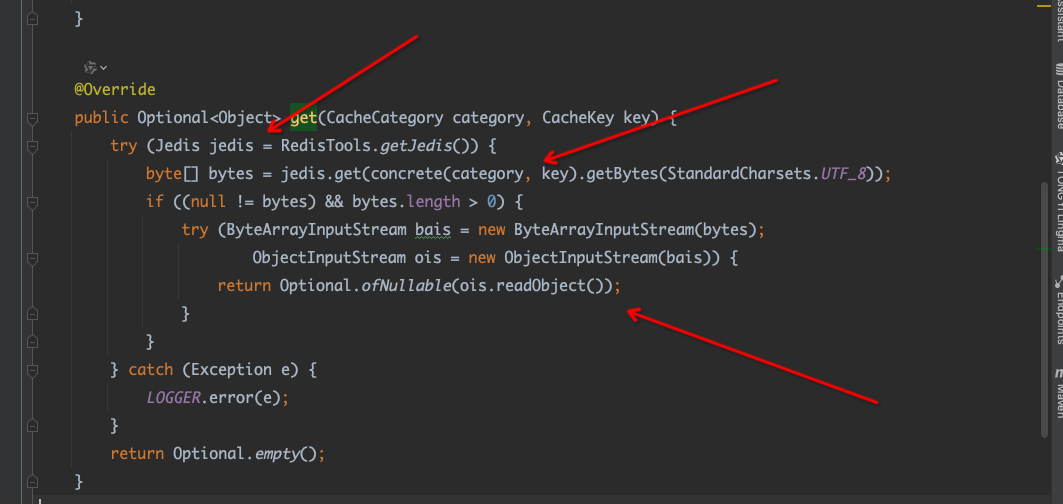 }
@Override
public Optional<Object> get(CacheCategory category, CacheKey key) {
try (Jedis jedis = RedisTools.getJedis()) {
byte[] bytes = jedis.get(concrete(category, key).getBytes(StandardCharsets.UTF_8));
if ((null != bytes) && bytes.length > 0) {
try (ByteArrayInputStream bais = new ByteArrayInputStream(bytes);
ObjectInputStream ois = new ObjectInputStream(bais)) {
return Optional.ofNullable(ois.readObject());
}
}
} catch (Exception e) {
LOGGER.error(e);
}
return Optional.empty();
}
Database
Endpoints
Maven